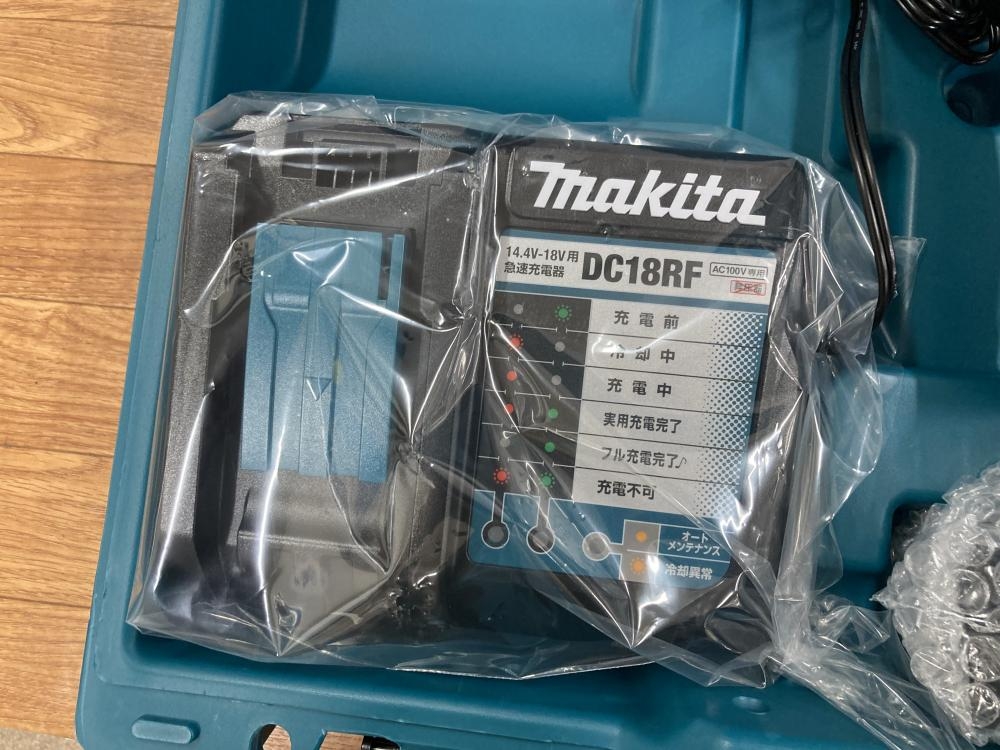 makita
14.4V-18V用
急速充電器
DC18RF
AC100V専用
昇圧器
充電前
冷却中
充電中
実用充電完了
フル充電完了♪
充電不可
オート
メンテナンス
冷却異常